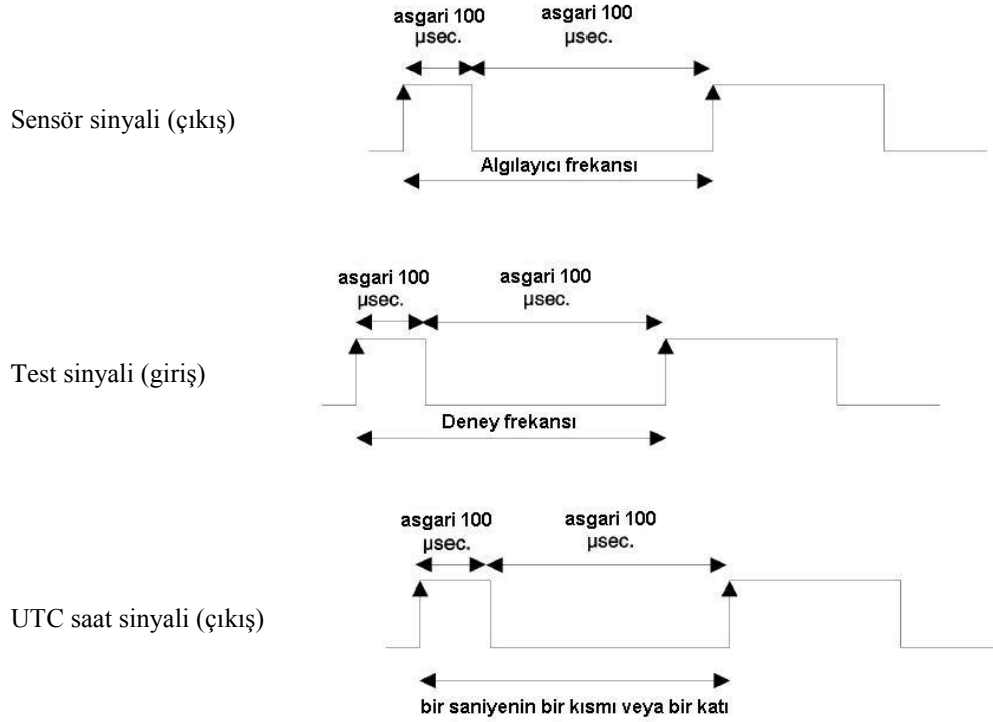 asgari 100
µsec.
asgari 100
µsec.
Sensör sinyali (çıkış)
Algılayıcı frekansı
asgari 100
µsec.
asgari 100
µsec.
Test sinyali (giriş)
Deney frekansı
asgari 100
µsec.
asgari 100
µsec.
UTC saat sinyali (çıkış)
bir saniyenin bir kısmı veya bir katı